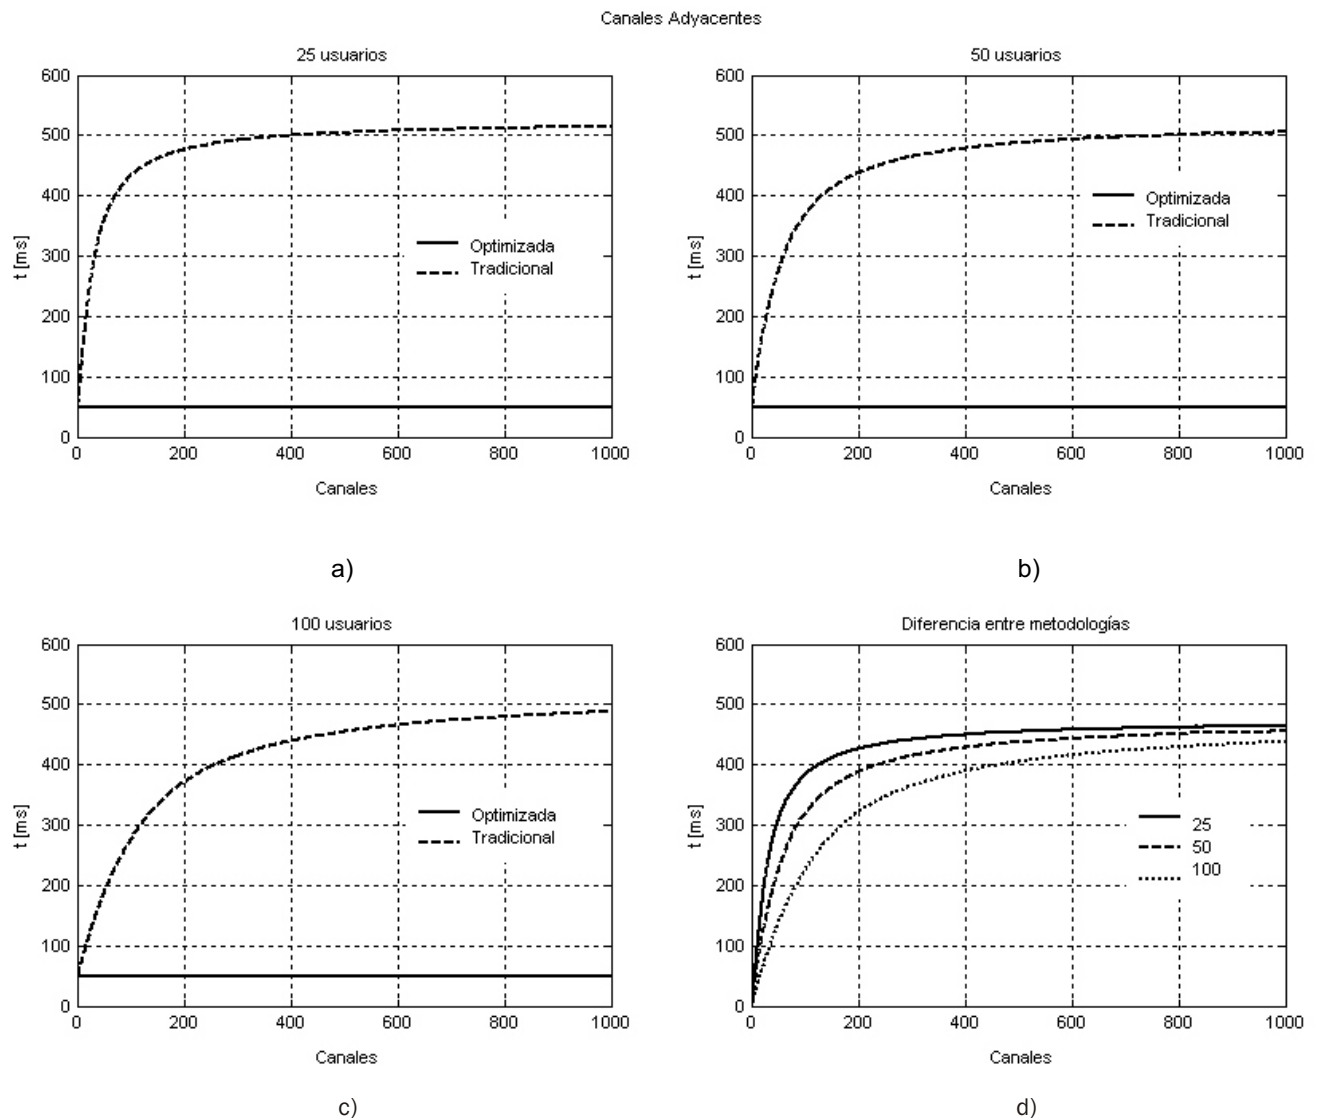 Canales Adyacentes
25 usuarios
600
500
400
300
200
100
0
t [ms]
Optimizada
Tradicional
0 200 400 600 800 1000
Canales
a)
50 usuarios
600
500
400
300
200
100
0
t [ms]
Optimizada
Tradicional
0 200 400 600 800 1000
Canales
b)
100 usuarios
600
500
400
300
200
100
0
t [ms]
Optimizada
Tradicional
0 200 400 600 800 1000
Canales
c)
Diferencia entre metodologías
600
500
400
300
200
100
0
t [ms]
25
50
100
0 200 400 600 800 1000
Canales
d)